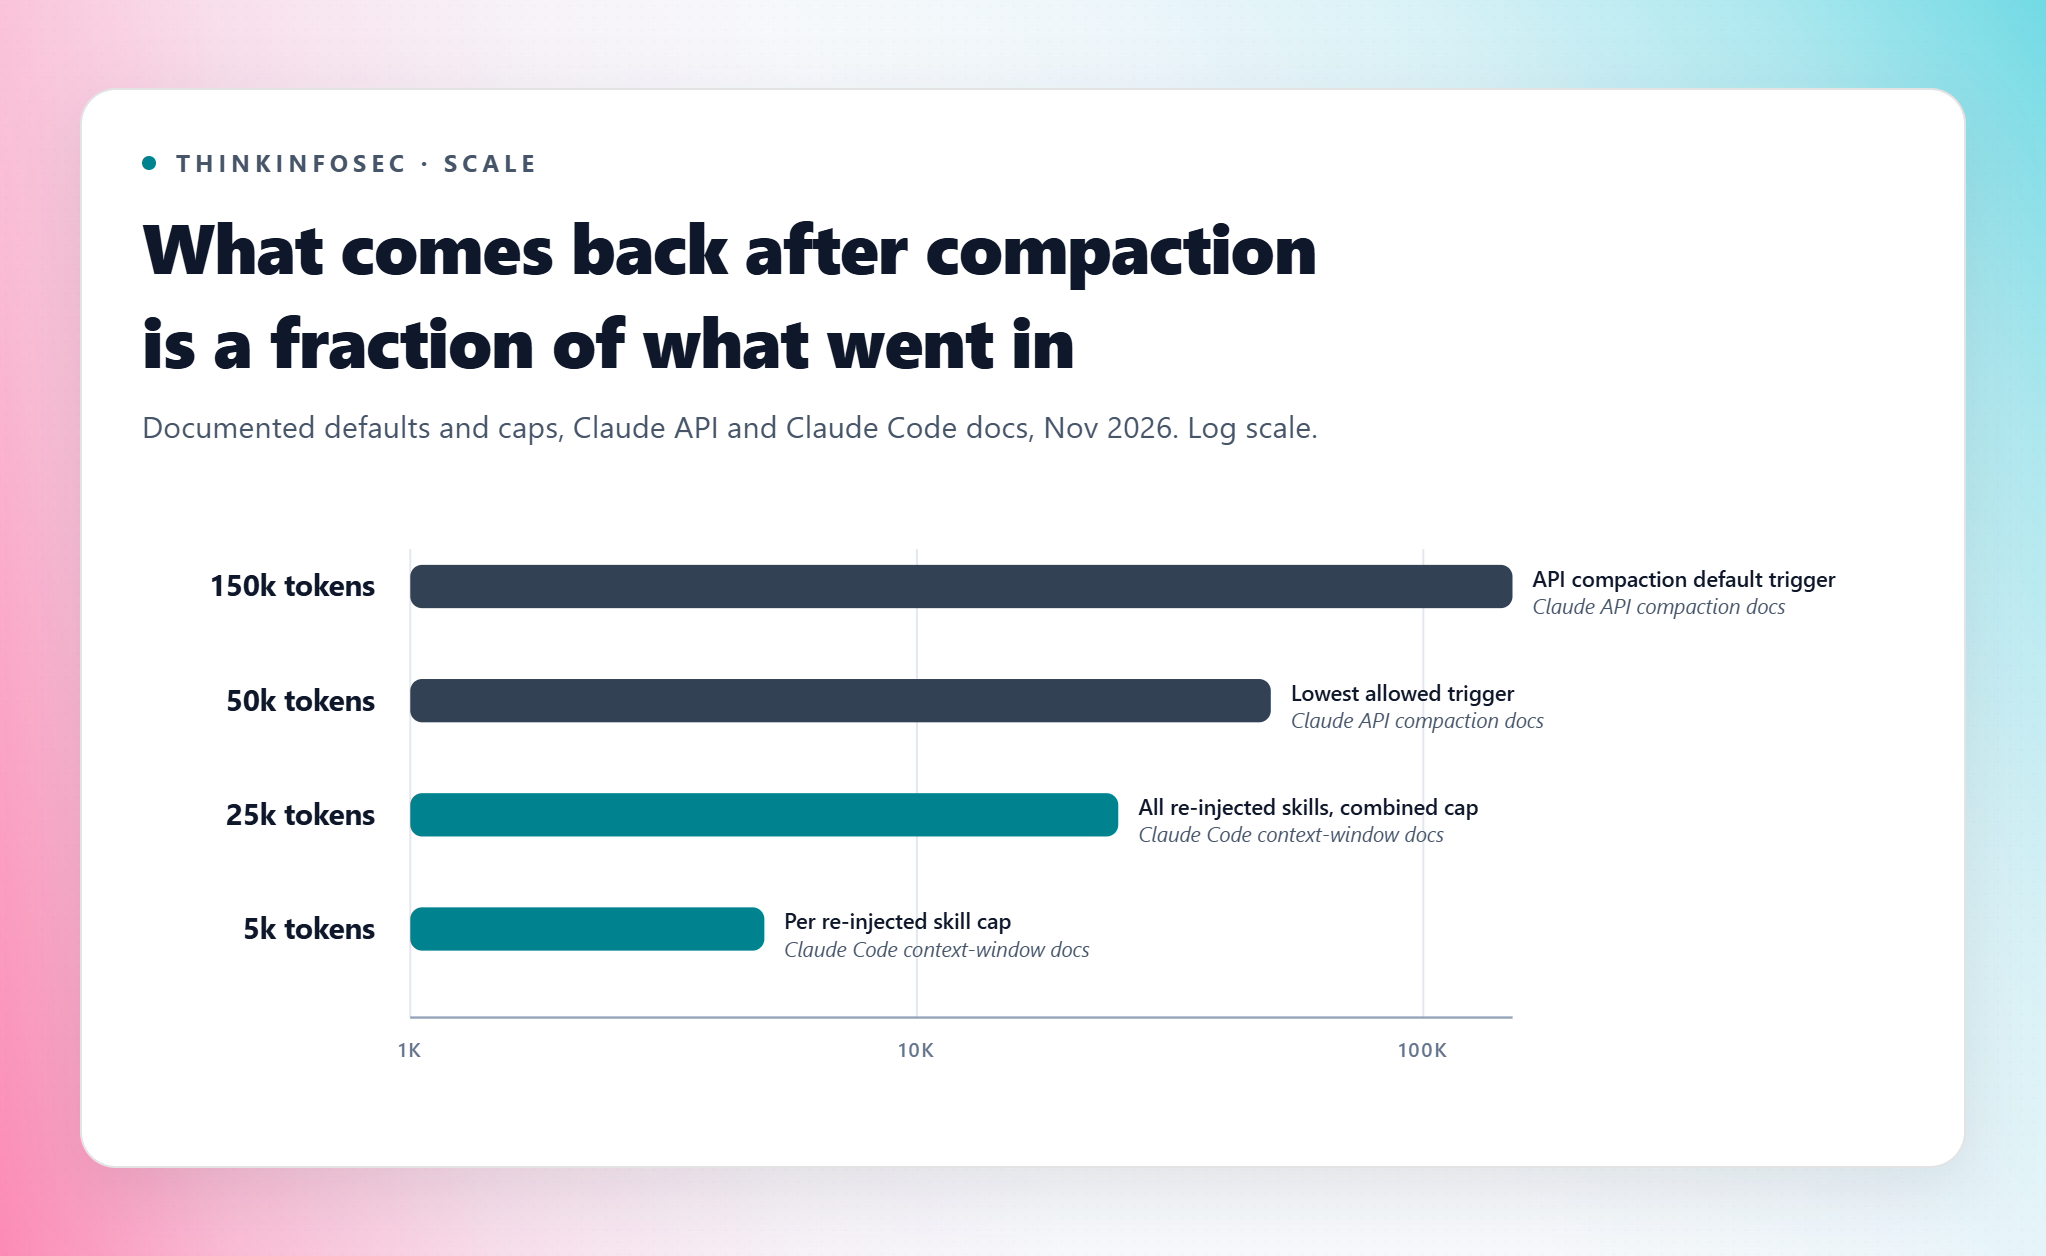 THINKINFOSEC · SCALE
What comes back after compaction
is a fraction of what went in
Documented defaults and caps, Claude API and Claude Code docs, Nov 2026. Log scale.
150k tokens
API compaction default trigger
Claude API compaction docs
50k tokens
Lowest allowed trigger
Claude API compaction docs
25k tokens
All re-injected skills, combined cap
Claude Code context-window docs
5k tokens
Per re-injected skill cap
Claude Code context-window docs
1K
10K
100K